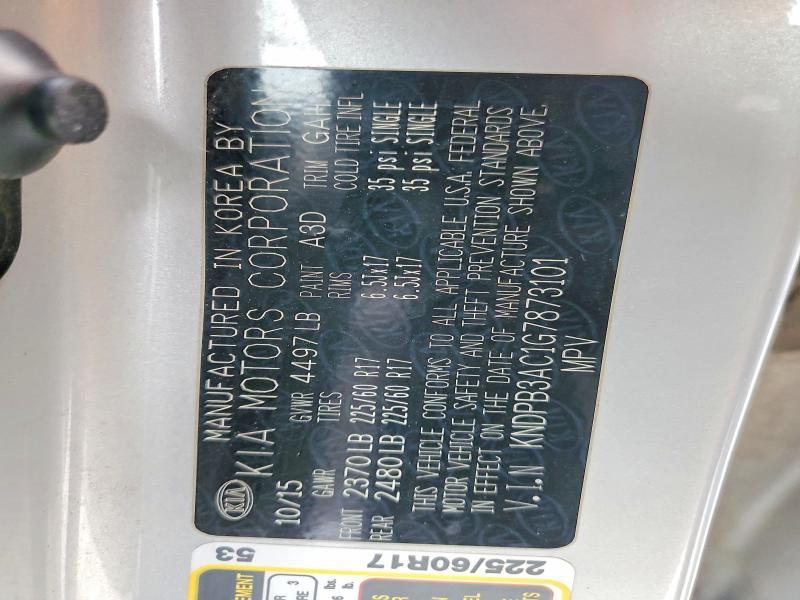 MANUFACTURED IN KOREA BY
KIA KIA MOTORS CORPORATION
10/15 GVWR 4497 LB PAINT A3D TRIM GAH
GAWR TIRES RIMS COLD TIRE INFL
FRONT 2370 LB 225/60 R17 6.5Jx17 35 psi SINGLE
REAR 2480 LB 225/60 R17 6.5Jx17 35 psi SINGLE
THIS VEHICLE CONFORMS TO ALL APPLICABLE U.S.A. FEDERAL
MOTOR VEHICLE SAFETY AND THEFT PREVENTION STANDARDS
IN EFFECT ON THE DATE OF MANUFACTURE SHOWN ABOVE.
V.I.N KNDPB3AC1G7873101
MPV
53
225/60R17